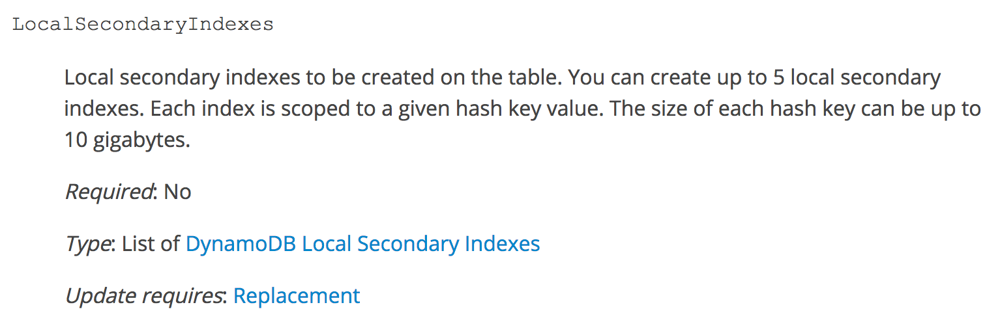 LocalSecondaryIndexes
Local secondary indexes to be created on the table. You can create up to 5 local secondary
indexes. Each index is scoped to a given hash key value. The size of each hash key can be up to
10 gigabytes.
Required: No
Type: List of DynamoDB Local Secondary Indexes
Update requires: Replacement